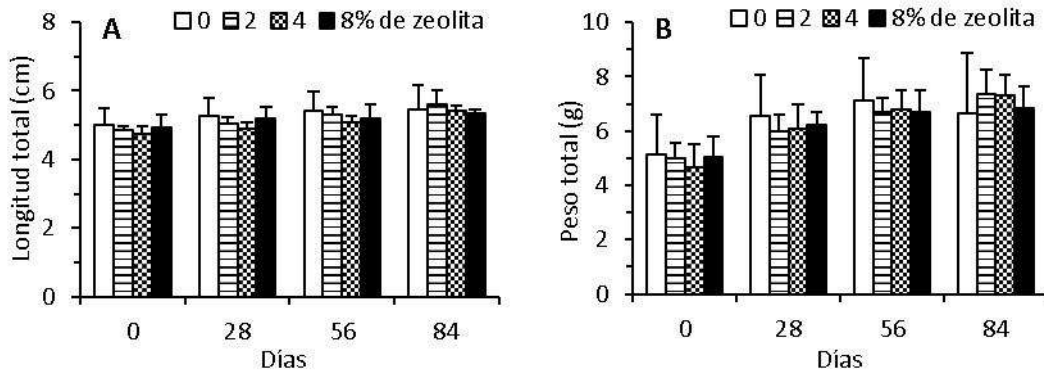 A
0 2 4 8% de zeolita
Longitud total (cm)
8
6
4
2
0
0 28 56 84
Días
B
0 2 4 8% de zeolita
Peso total (g)
10
8
6
4
2
0
0 28 56 84
Días